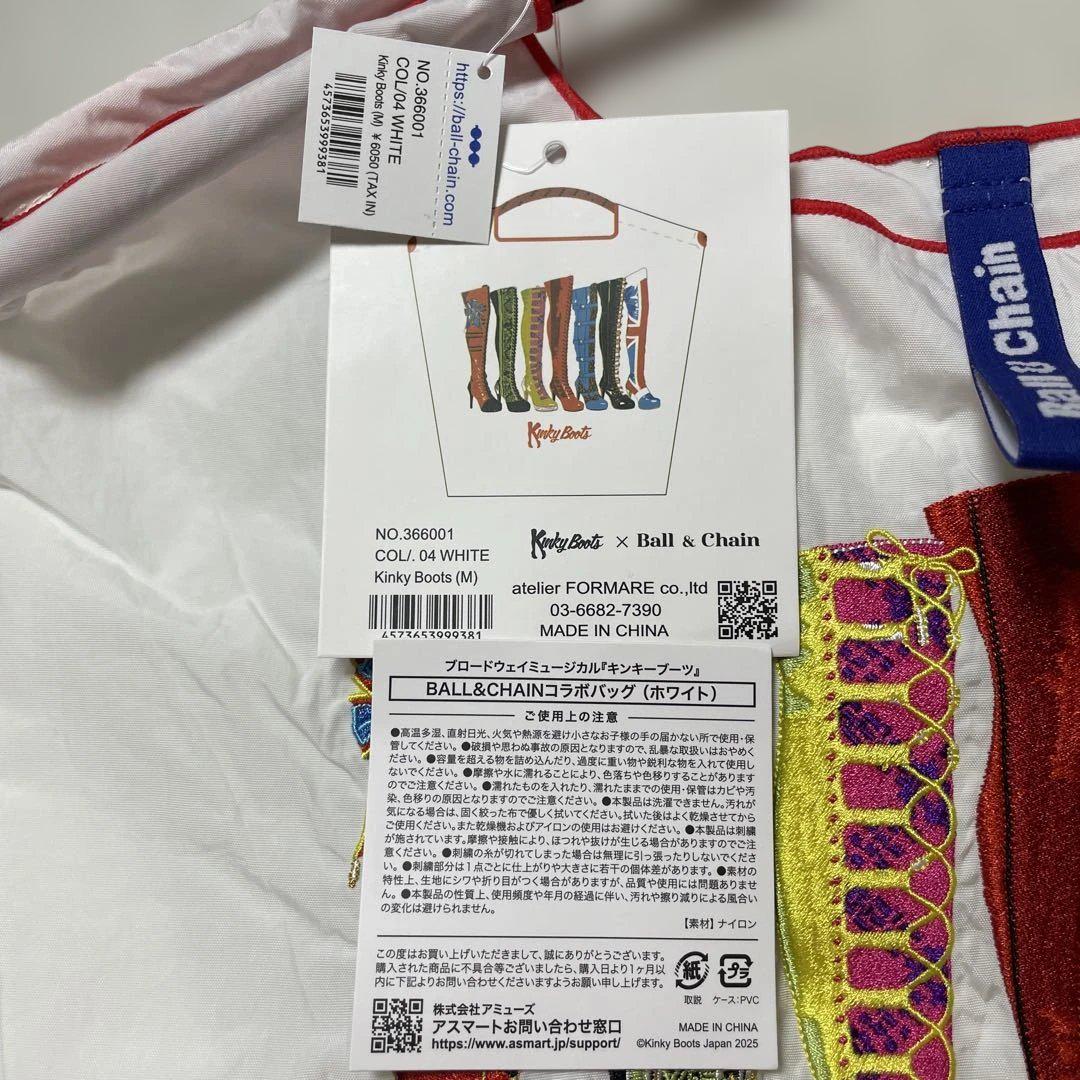 https://ball-chain.com
NO.366001
COL/04 WHITE
Kinky Boots (M) ¥6050 (TAX IN)
4573653999381
Ball & Chain
Kinky Boots
NO.366001
COL/. 04 WHITE
Kinky Boots (M)
4573653999381
Kinky Boots × Ball & Chain
atelier FORMARE co.,ltd
03-6682-7390
MADE IN CHINA
ブロードウェイミュージカル『キンキーブーツ』
BALL&CHAINコラボバッグ（ホワイト）
ご使用上の注意
●高温多湿、直射日光、火気や熱源を避け小さなお子様の手の届かない所で使用・保
管してください。●破損や思わぬ事故の原因となりますので、乱暴な取扱いはおやめく
ださい。●容量を超える物を詰め込んだり、過度に重い物や鋭利な物を入れて使用し
ないでください。●摩擦や水に濡れることにより、色落ちや色移りすることがあります
のでご注意ください。●濡れたものを入れたり、濡れたままでの使用・保管はカビや汚
染、色移りの原因となりますのでご注意ください。●本製品は洗濯できません。汚れが
気になる場合は、固く絞った布で優しく拭いてください。拭いた後はよく乾燥させてから
ご使用ください。また乾燥機およびアイロンの使用はお避けください。●本製品は刺繍
が施されています。摩擦や接触により、ほつれや抜けが生じる場合がありますのでご注
意ください。●刺繍の糸が切れてしまった場合は無理に引っ張ったりしないでくださ
い。●刺繍部分は1点ごとに仕上がりや大きさに若干の個体差があります。●素材の
特性上、生地にシワや折り目がつく場合がありますが、品質や使用には問題ありませ
ん。●本製品の性質上、使用頻度や年月の経過に伴い、汚れや擦り減りによる風合い
の変化は避けられません。
【素材】ナイロン
この度はお買い上げいただきまして、誠にありがとうございます。
購入された商品に不具合等ございましたら、購入日より1ヶ月以
内に下記よりお問い合わせくださいますようお願い申し上げます。
紙
取説
プラ
ケース：PVC
株式会社アミューズ
アスマートお問い合わせ窓口
https://www.asmart.jp/support/
MADE IN CHINA
©Kinky Boots Japan 2025